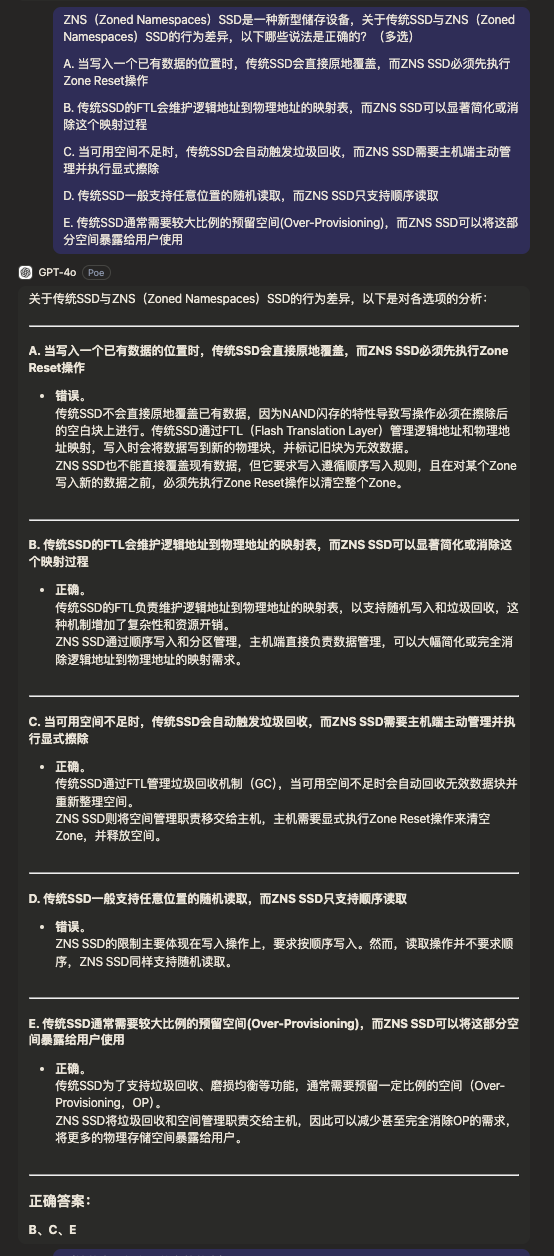 ZNS（Zoned Namespaces）SSD是一种新型储存设备，关于传统SSD与ZNS（Zoned
Namespaces）SSD的行为差异，以下哪些说法是正确的？（多选）
A. 当写入一个已有数据的位置时，传统SSD会直接原地覆盖，而ZNS SSD必须先执行
Zone Reset操作
B. 传统SSD的FTL会维护逻辑地址到物理地址的映射表，而ZNS SSD可以显著简化或消
除这个映射过程
C. 当可用空间不足时，传统SSD会自动触发垃圾回收，而ZNS SSD需要主机端主动管
理并执行显式擦除
D. 传统SSD一般支持任意位置的随机读取，而ZNS SSD只支持顺序读取
E. 传统SSD通常需要较大比例的预留空间(Over-Provisioning)，而ZNS SSD可以将这部
分空间暴露给用户使用
GPT-4o Poe
关于传统SSD与ZNS（Zoned Namespaces）SSD的行为差异，以下是对各选项的分析：
A. 当写入一个已有数据的位置时，传统SSD会直接原地覆盖，而ZNS SSD必须先执行Zone
Reset操作
• 错误。
传统SSD不会直接原地覆盖已有数据，因为NAND闪存的特性导致写操作必须在擦除后
的空白块上进行。传统SSD通过FTL（Flash Translation Layer）管理逻辑地址和物理地
址映射，写入时会将数据写到新的物理块，并标记旧块为无效数据。
ZNS SSD也不能直接覆盖现有数据，但它要求写入遵循顺序写入规则，且在对某个Zone
写入新的数据之前，必须先执行Zone Reset操作以清空整个Zone。
B. 传统SSD的FTL会维护逻辑地址到物理地址的映射表，而ZNS SSD可以显著简化或消除这
个映射过程
• 正确。
传统SSD的FTL负责维护逻辑地址到物理地址的映射表，以支持随机写入和垃圾回收，这
种机制增加了复杂性和资源开销。
ZNS SSD通过顺序写入和分区管理，主机端直接负责数据管理，可以大幅简化或完全消
除逻辑地址到物理地址的映射需求。
C. 当可用空间不足时，传统SSD会自动触发垃圾回收，而ZNS SSD需要主机端主动管理并执
行显式擦除
• 正确。
传统SSD通过FTL管理垃圾回收机制（GC），当可用空间不足时会自动回收无效数据块并
重新整理空间。
ZNS SSD则将空间管理职责移交给主机，主机需要显式执行Zone Reset操作来清空
Zone，并释放空间。
D. 传统SSD一般支持任意位置的随机读取，而ZNS SSD只支持顺序读取
• 错误。
ZNS SSD的限制主要体现在写入操作上，要求按顺序写入。然而，读取操作并不要求顺
序，ZNS SSD同样支持随机读取。
E. 传统SSD通常需要较大比例的预留空间(Over-Provisioning)，而ZNS SSD可以将这部分空
间暴露给用户使用
• 正确。
传统SSD为了支持垃圾回收、磨损均衡等功能，通常需要预留一定比例的空间（Over-
Provisioning，OP）。
ZNS SSD将垃圾回收和空间管理职责交给主机，因此可以减少甚至完全消除OP的需求，
将更多的物理存储空间暴露给用户。
正确答案：
B、C、E